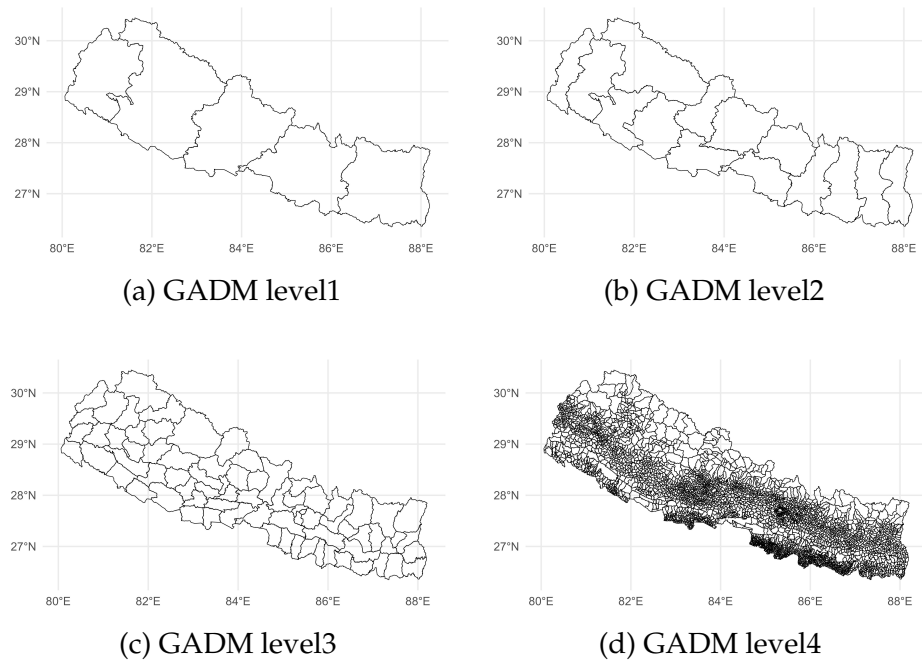 30°N
29°N
28°N
27°N
80°E 82°E 84°E 86°E 88°E
(a) GADM level1
30°N
29°N
28°N
27°N
80°E 82°E 84°E 86°E 88°E
(b) GADM level2
30°N
29°N
28°N
27°N
80°E 82°E 84°E 86°E 88°E
(c) GADM level3
30°N
29°N
28°N
27°N
80°E 82°E 84°E 86°E 88°E
(d) GADM level4